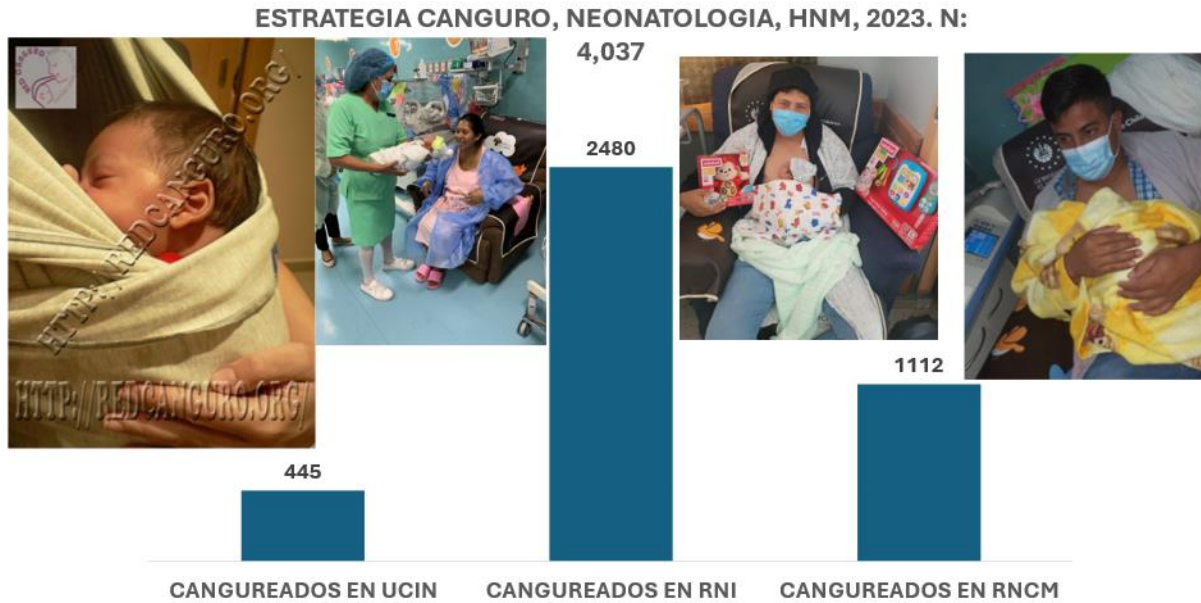 ESTRATEGIA CANGURO, NEONATOLOGIA, HNM, 2023. N:
4,037
HTTP://REDCANGURO.ORG/
HTTP://REDCANGURO.ORG/
2480
1112
445
CANGUREADOS EN UCIN
CANGUREADOS EN RNI
CANGUREADOS EN RNCM